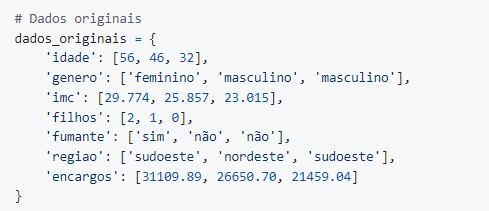 # Dados originais
dados_originais = {
    'idade': [56, 46, 32],
    'genero': ['feminino', 'masculino', 'masculino'],
    'imc': [29.774, 25.857, 23.015],
    'filhos': [2, 1, 0],
    'fumante': ['sim', 'não', 'não'],
    'regiao': ['sudoeste', 'nordeste', 'sudoeste'],
    'encargos': [31109.89, 26650.70, 21459.04]
}